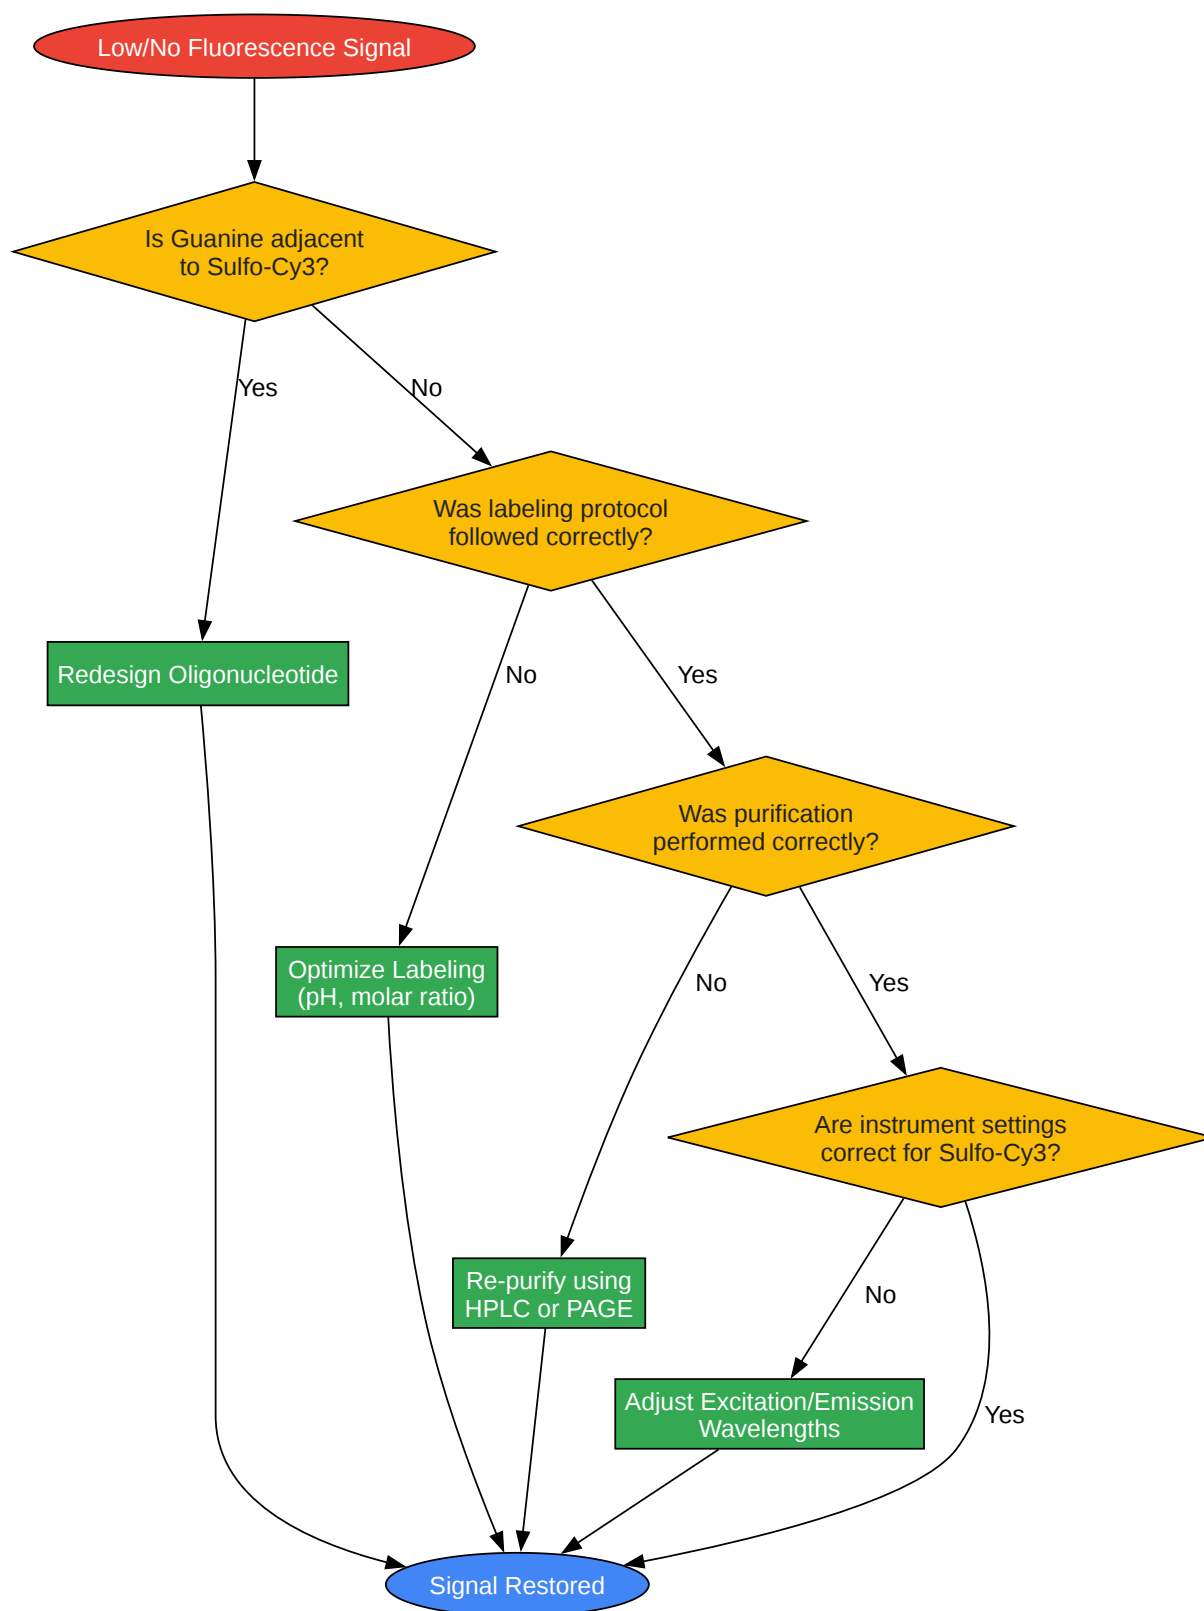 Low/No Fluorescence Signal
Is Guanine adjacent
to Sulfo-Cy3?
Yes
No
Was labeling protocol
followed correctly?
Redesign Oligonucleotide
No
Yes
Was purification
performed correctly?
Optimize Labeling
(pH, molar ratio)
No
Yes
Are instrument settings
correct for Sulfo-Cy3?
Re-purify using
HPLC or PAGE
No
Adjust Excitation/Emission
Wavelengths
Yes
Signal Restored